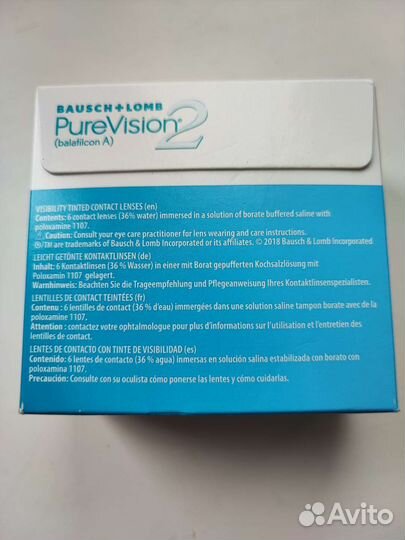 BAUSCH + LOMB
PureVision®2
(balafilcon A)
VISIBILITY TINTED CONTACT LENSES (en)
Contents: 6 contact lenses (36% water) immersed in a solution of borate buffered saline with
poloxamine 1107.
Caution: Consult your eye care practitioner for lens wearing and care instructions.
®/TM are trademarks of Bausch & Lomb Incorporated or its affiliates. © 2018 Bausch & Lomb Incorporated
LEICHT GETÖNTE KONTAKTLINSEN (de)
Inhalt: 6 Kontaktlinsen (36 % Wasser) in einer mit Borat gepufferten Kochsalzlösung mit
Poloxamin 1107 gelagert.
Warnhinweis: Beachten Sie die Trageempfehlung und Pflegeanweisung Ihres Kontaktlinsenspezialisten.
LENTILLES DE CONTACT TEINTÉES (fr)
Contenu : 6 lentilles de contact (36 % d'eau) immergées dans une solution saline tampon borate avec de la
poloxamine 1107.
Attention : contactez votre ophtalmologue pour plus d'informations sur l'utilisation et l'entretien des
lentilles de contact.
LENTES DE CONTACTO CON TINTE DE VISIBILIDAD (es)
Contenido: 6 lentes de contacto (36 % agua) inmersas en solución salina estabilizada con borato con
poloxamina 1107.
Precaución: Consulte con su oculista cómo ponerse las lentes y cómo cuidarlas.
Avito